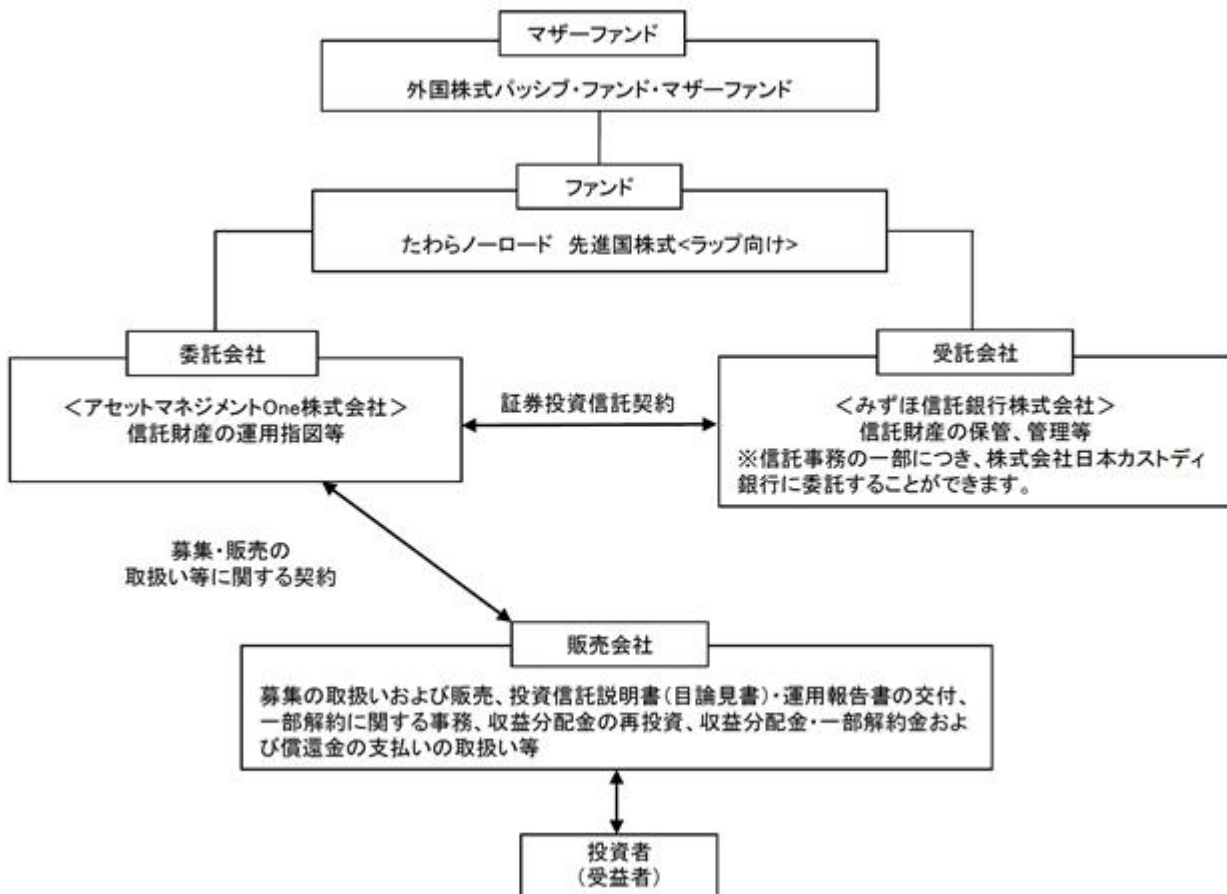 マザーファンド
外国株式パッシブ・ファンド・マザーファンド
ファンド
たわらノーロード 先進国株式<ラップ向け>
委託会社
<アセットマネジメントOne株式会社>
信託財産の運用指図等
証券投資信託契約
受託会社
<みずほ信託銀行株式会社>
信託財産の保管、管理等
※信託事務の一部につき、株式会社日本カストディ
銀行に委託することができます。
募集・販売の
取扱い等に関する契約
販売会社
募集の取扱いおよび販売、投資信託説明書(目論見書)・運用報告書の交付、
一部解約に関する事務、収益分配金の再投資、収益分配金・一部解約金およ
び償還金の支払いの取扱い等
投資者
(受益者)